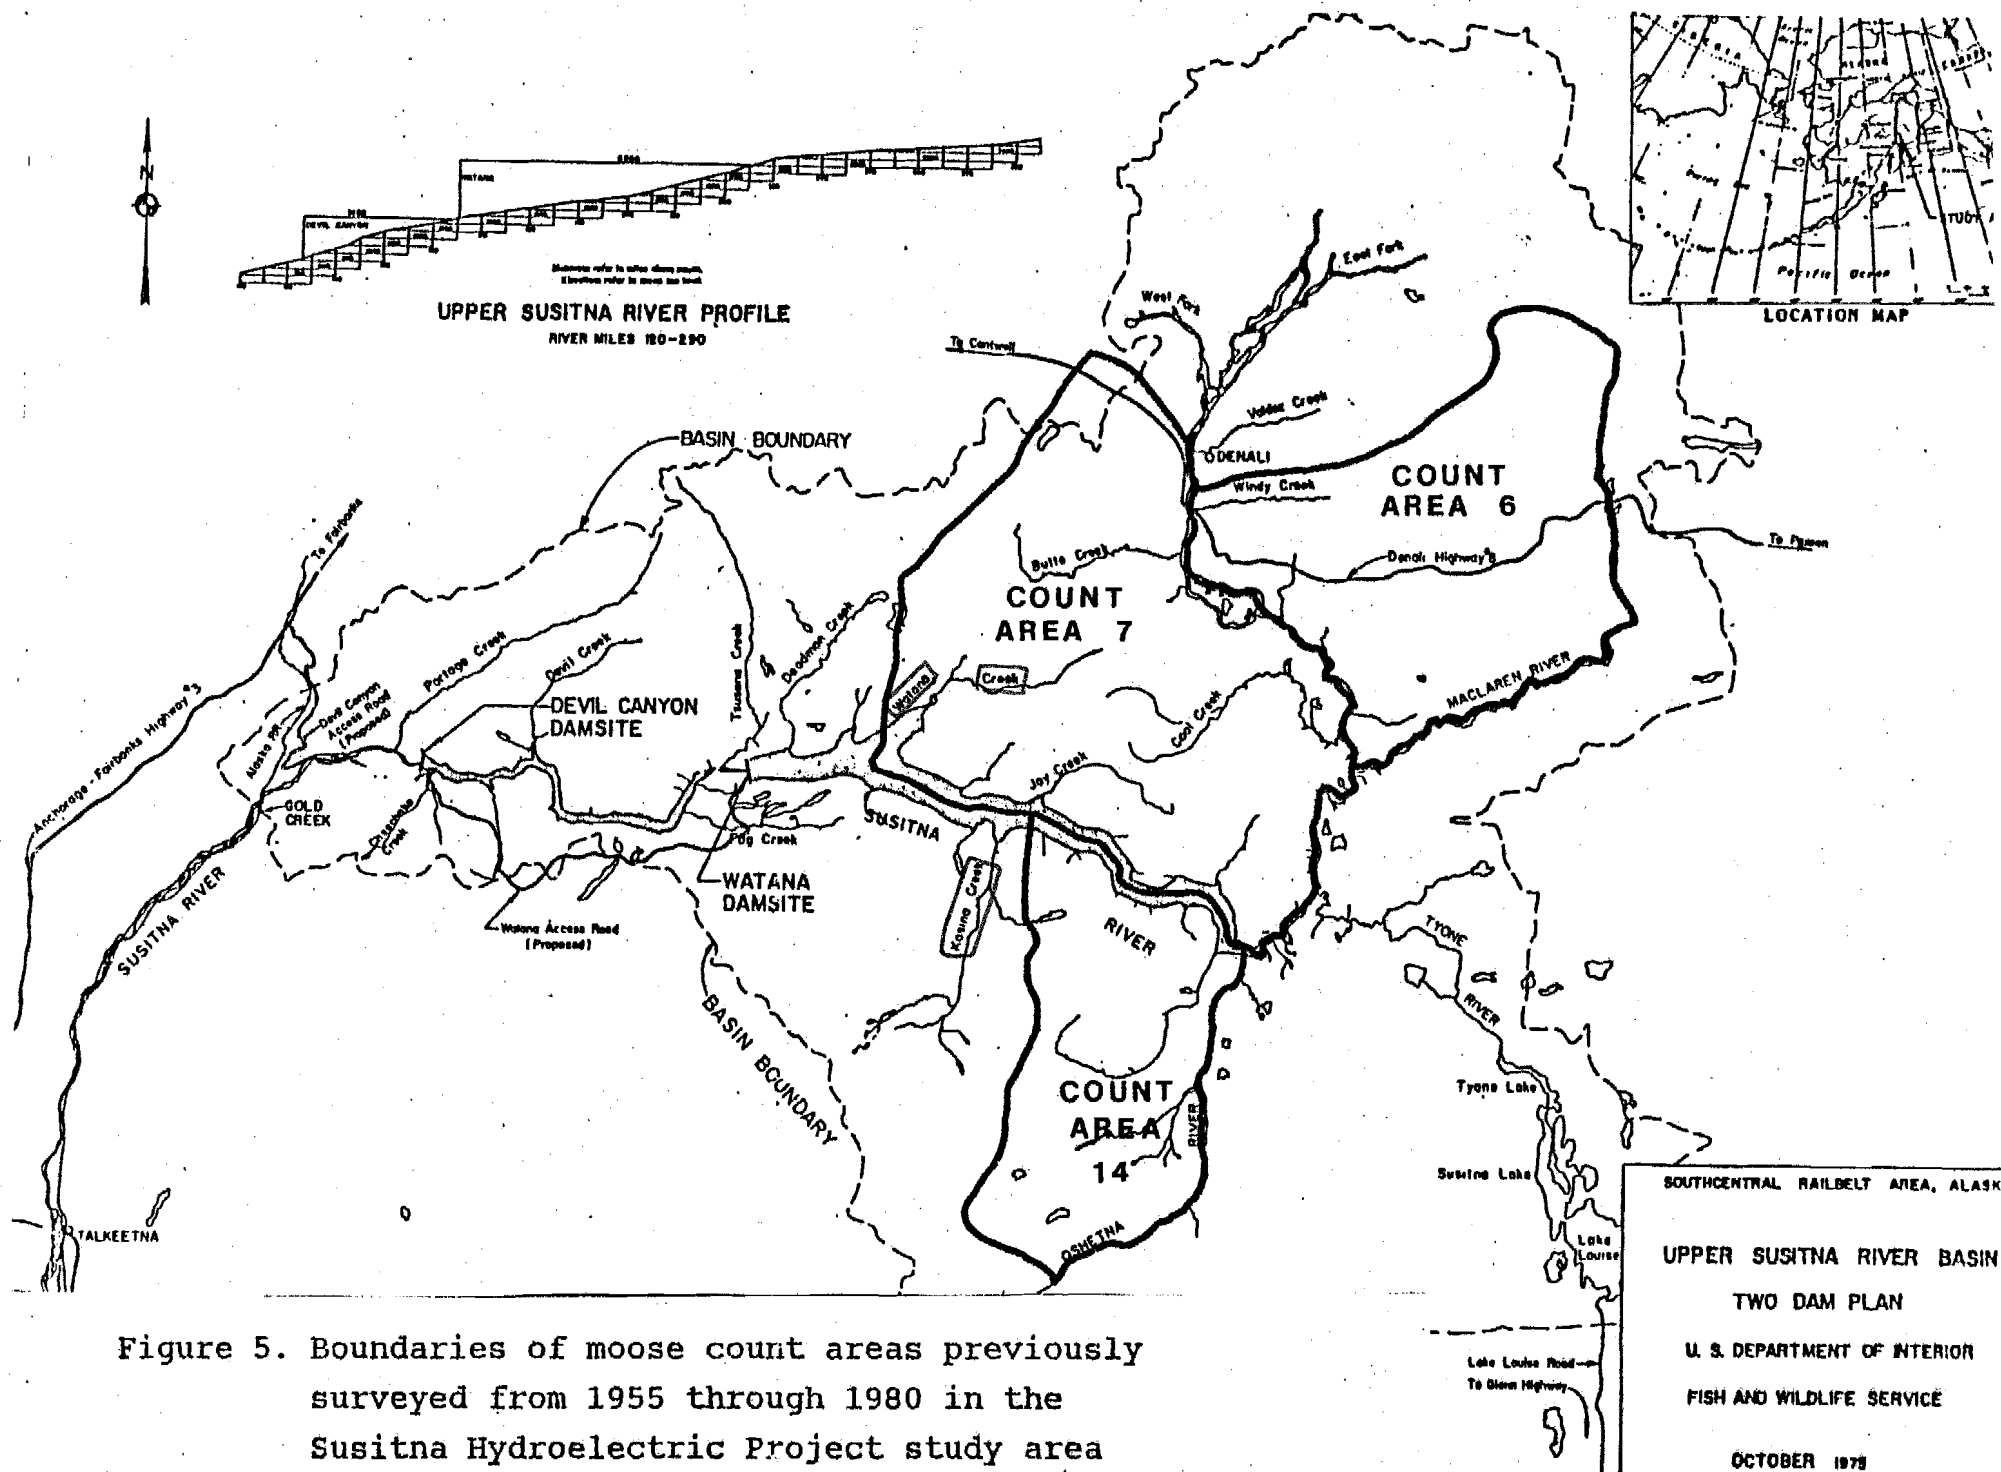 N
WATANA
DEVIL CANYON
UPPER SUSITNA RIVER PROFILE
RIVER MILES 120-290
LOCATION MAP
Pacific Ocean
To Cantwell
West Fork
East Fork
Valdez Creek
DENALI
Windy Creek
COUNT
AREA 6
BASIN BOUNDARY
To Fairbanks
Denali Highway #8
To Paxson
Butte Creek
COUNT
AREA 7
Anchorage - Fairbanks Highway #3
Alaska RR
Devil Canyon
Access Road
(Proposed)
Portage Creek
Devil Creek
Tsusena Creek
Deadman Creek
Watana
Creek
Coal Creek
MACLAREN RIVER
DEVIL CANYON
DAMSITE
Jay Creek
GOLD
CREEK
Cheechako
Creek
Fog Creek
SUSITNA
RIVER
WATANA
DAMSITE
Kosina Creek
Watana Access Road
(Proposed)
SUSITNA RIVER
TYONE
RIVER
BASIN BOUNDARY
COUNT
AREA
14
RIVER
OSHETNA
Tyone Lake
Susitna Lake
Lake
Louise
TALKEETNA
Lake Louise Road
To Glenn Highway
SOUTHCENTRAL RAILBELT AREA, ALASK
UPPER SUSITNA RIVER BASIN
TWO DAM PLAN
U. S. DEPARTMENT OF INTERIOR
FISH AND WILDLIFE SERVICE
OCTOBER 1979
Figure 5. Boundaries of moose count areas previously
surveyed from 1955 through 1980 in the
Susitna Hydroelectric Project study area